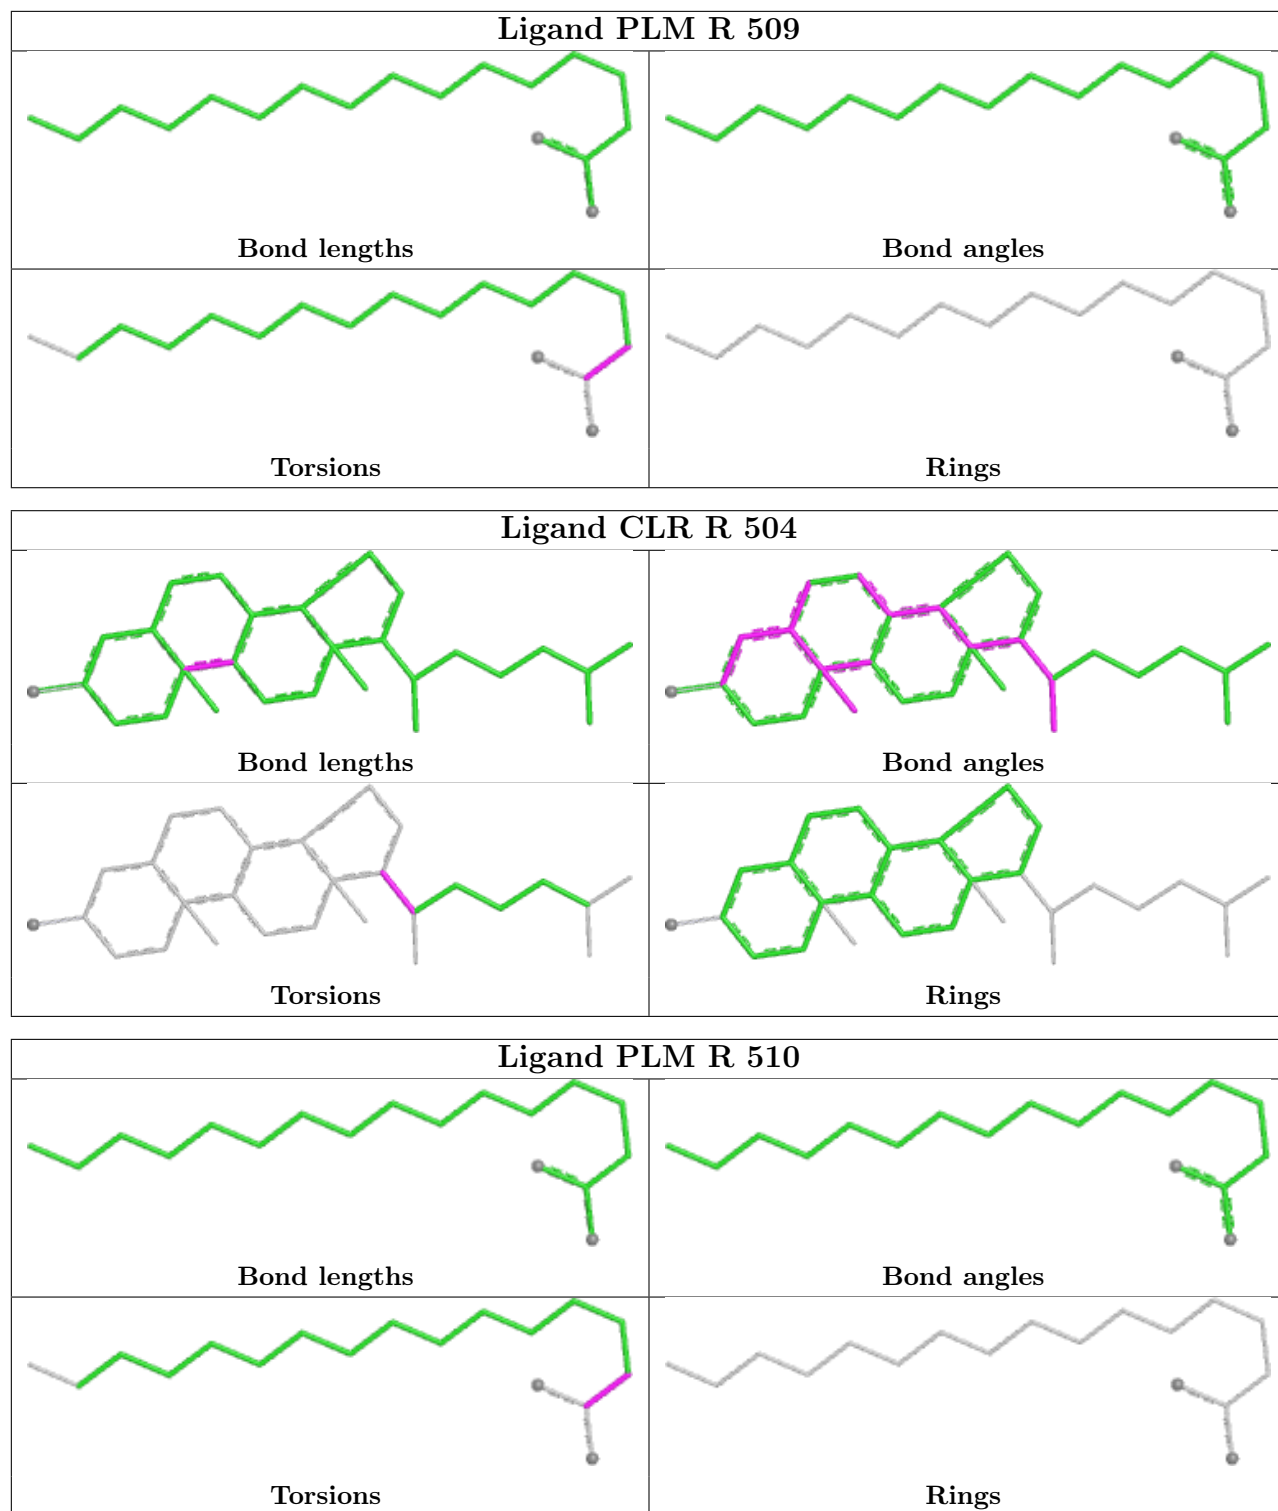 Ligand PLM R 509
Bond lengths
Bond angles
Torsions
Rings
Ligand CLR R 504
Bond lengths
Bond angles
Torsions
Rings
Ligand PLM R 510
Bond lengths
Bond angles
Torsions
Rings